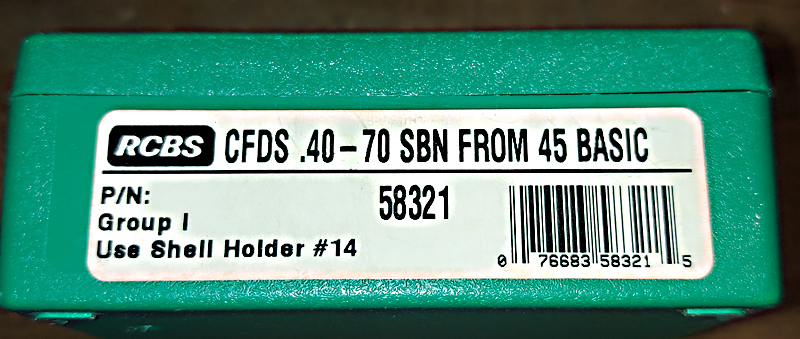 RCBS CFDS .40-70 SBN FROM 45 BASIC
P/N: 58321
Group I
Use Shell Holder #14
0 76683 58321 5